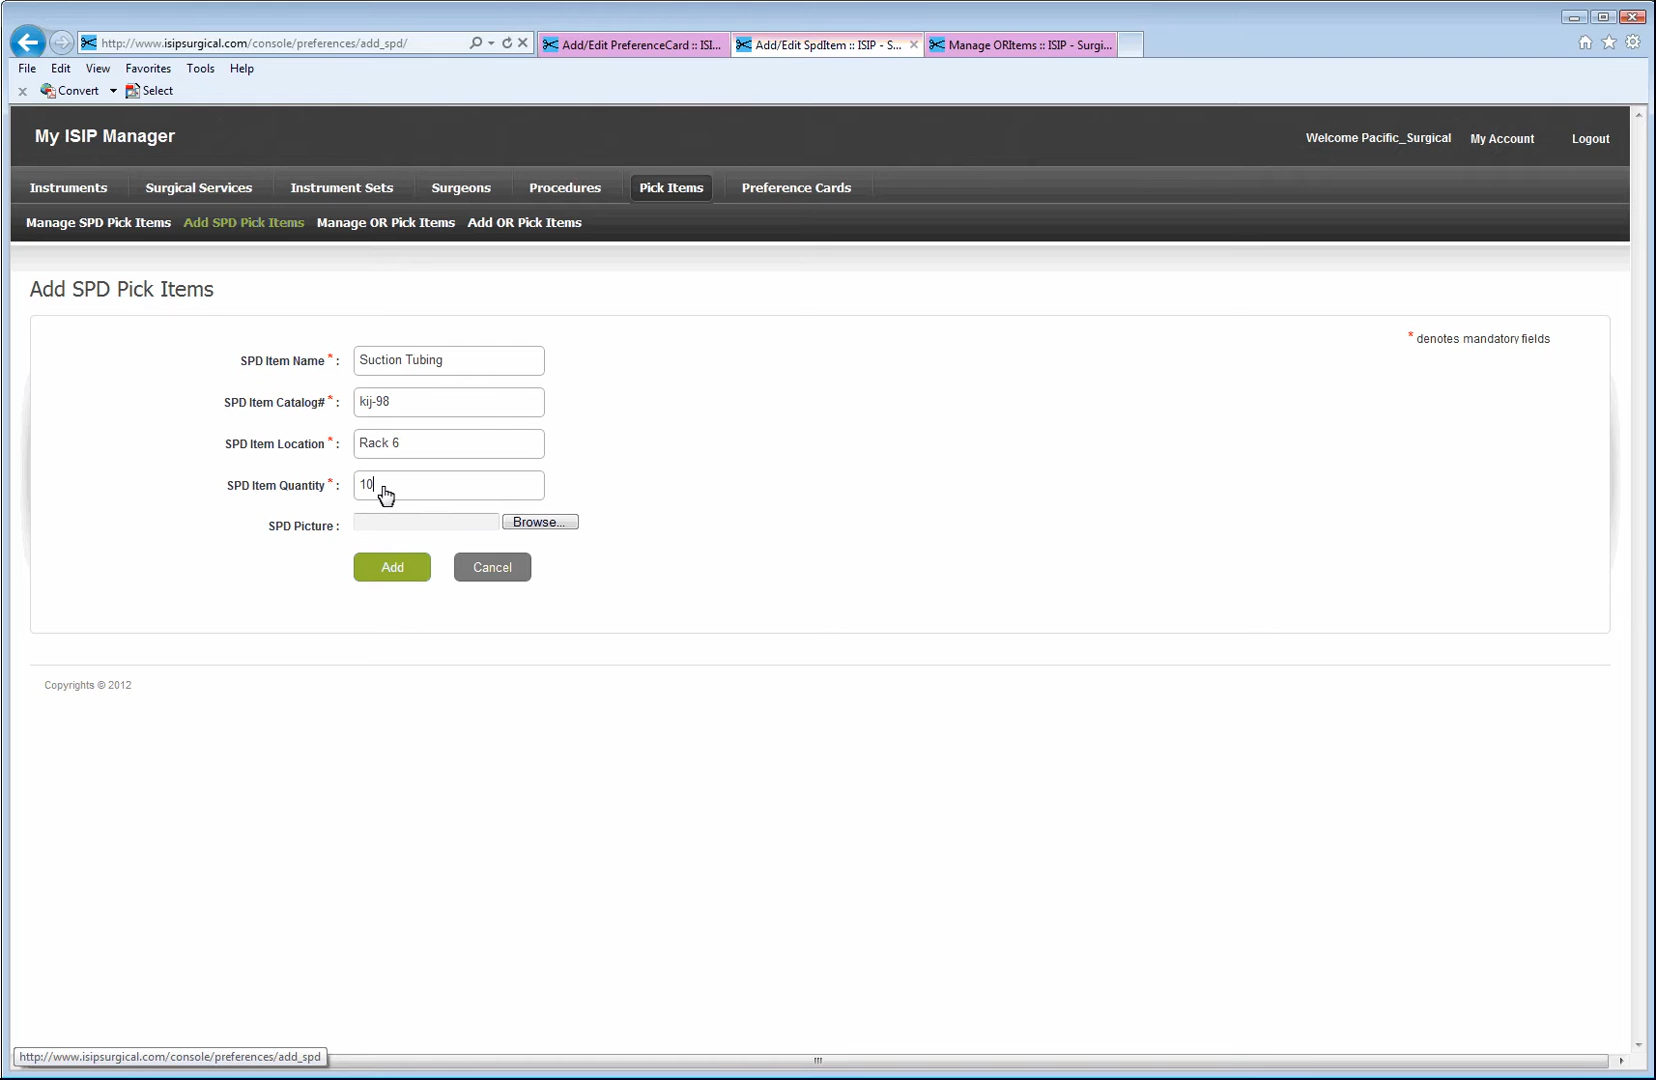 http://www.isipsurgical.com/console/preferences/add_spd/
Add/Edit PreferenceCard :: ISI...
Add/Edit SpdItem :: ISIP - S...
Manage ORItems :: ISIP - Surgi...
File Edit View Favorites Tools Help
x Convert Select
My ISIP Manager
Welcome Pacific_Surgical My Account Logout
Instruments Surgical Services Instrument Sets Surgeons Procedures Pick Items Preference Cards
Manage SPD Pick Items Add SPD Pick Items Manage OR Pick Items Add OR Pick Items
Add SPD Pick Items
* denotes mandatory fields
SPD Item Name * : Suction Tubing
SPD Item Catalog# * : kij-98
SPD Item Location * : Rack 6
SPD Item Quantity * : 10
SPD Picture : Browse...
Add Cancel
Copyrights © 2012
http://www.isipsurgical.com/console/preferences/add_spd